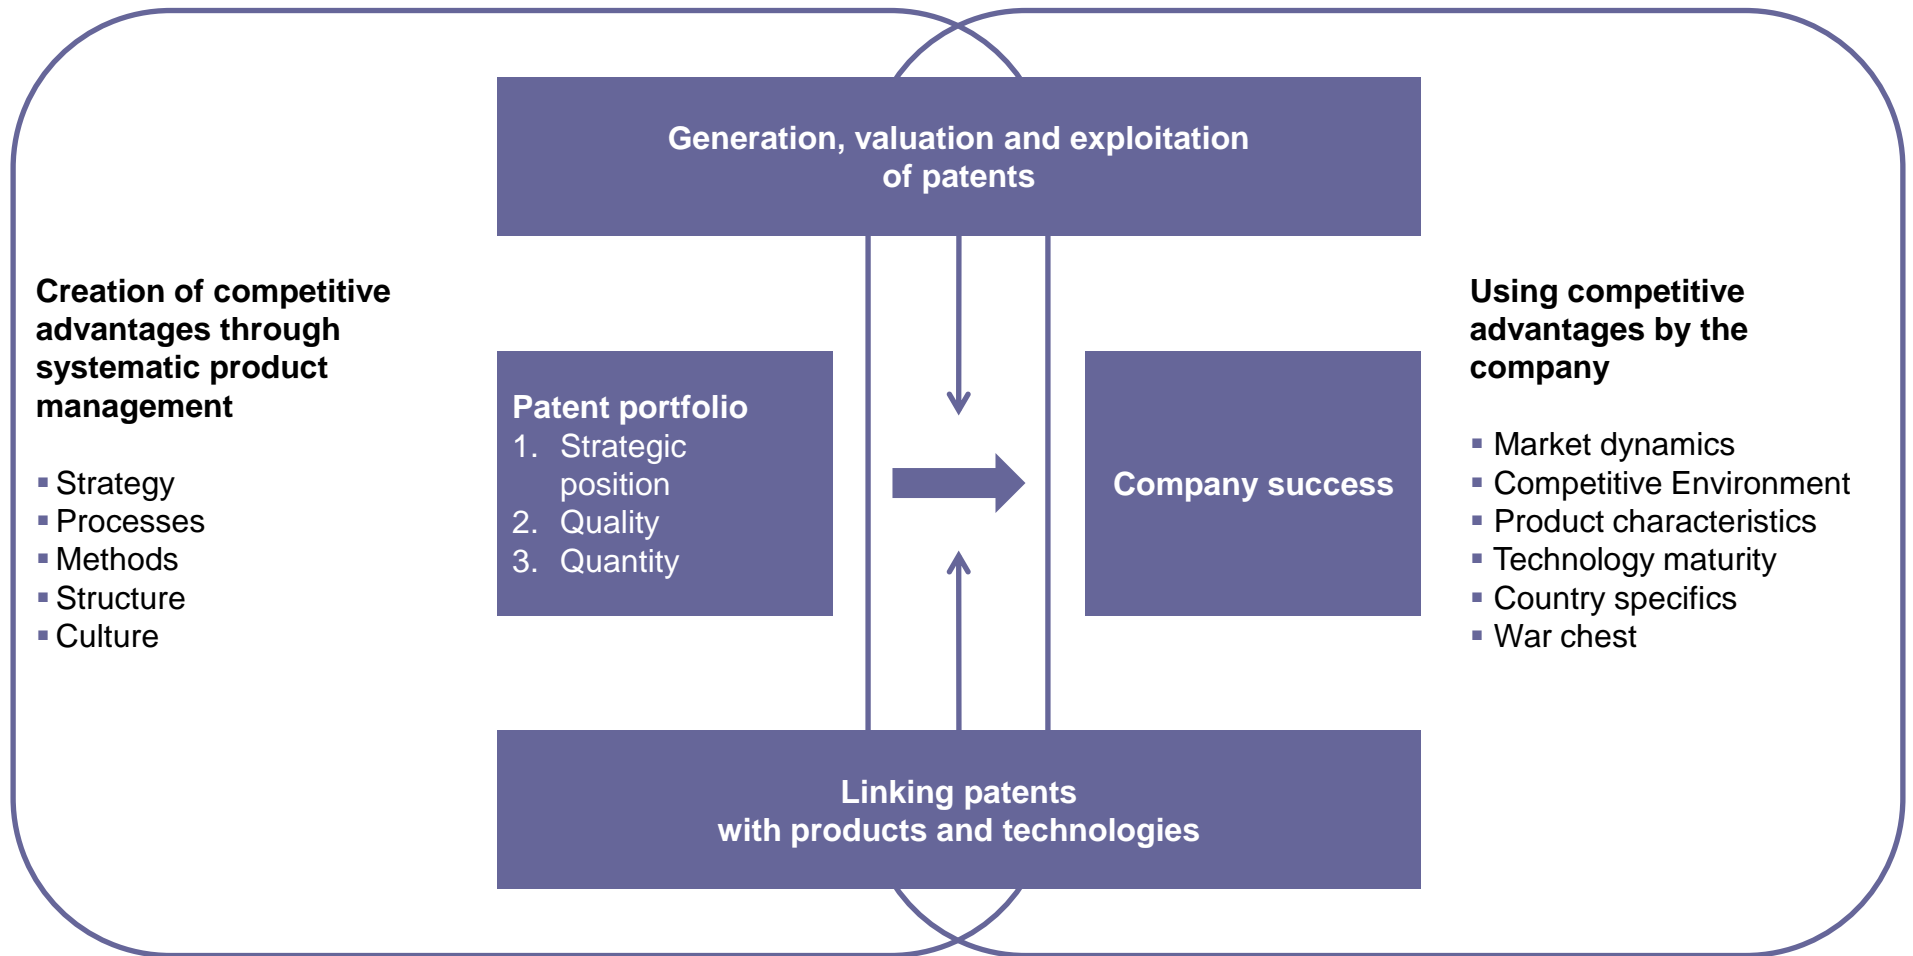 Generation, valuation and exploitation
of patents
Creation of competitive
advantages through
systematic product
management
▪ Strategy
▪ Processes
▪ Methods
▪ Structure
▪ Culture
Patent portfolio
1. Strategic
position
2. Quality
3. Quantity
Company success
Using competitive
advantages by the
company
▪ Market dynamics
▪ Competitive Environment
▪ Product characteristics
▪ Technology maturity
▪ Country specifics
▪ War chest
Linking patents
with products and technologies